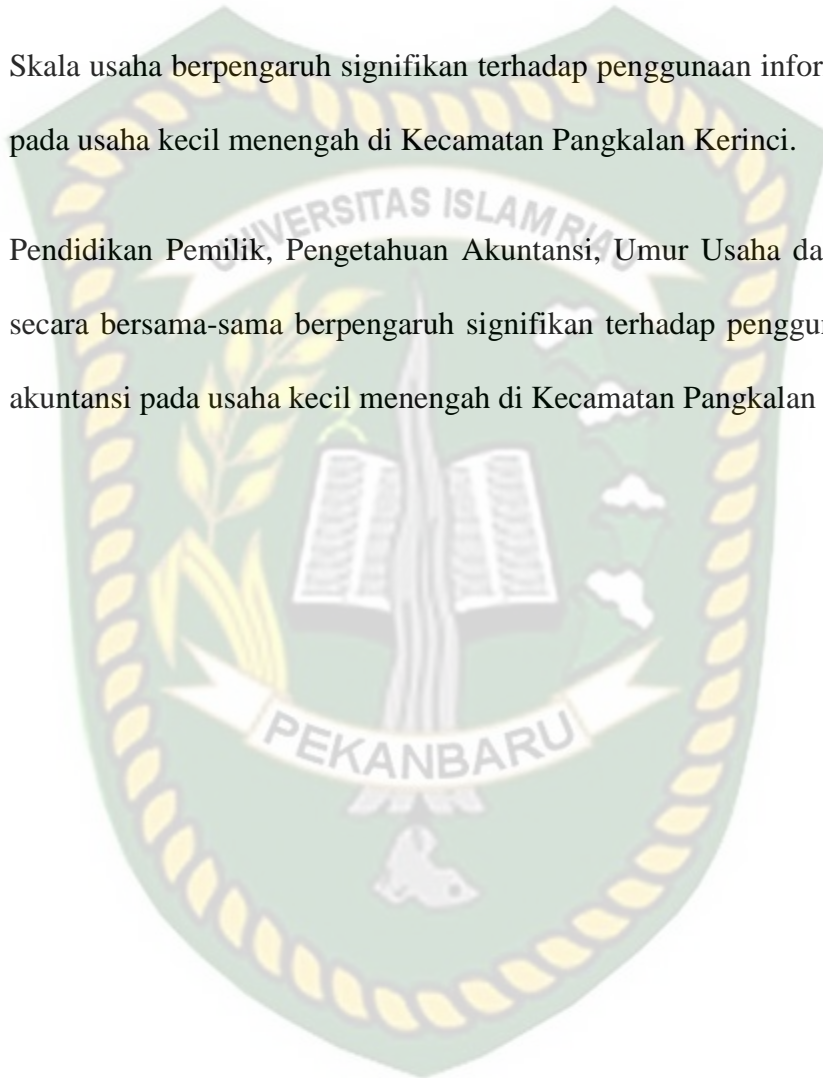 Skala usaha berpengaruh signifikan terhadap penggunaan infor
pada usaha kecil menengah di Kecamatan Pangkalan Kerinci.
UNIVERSITAS ISLAM RIAU
Pendidikan Pemilik, Pengetahuan Akuntansi, Umur Usaha da
secara bersama-sama berpengaruh signifikan terhadap penggu
akuntansi pada usaha kecil menengah di Kecamatan Pangkalan
PEKANBARU